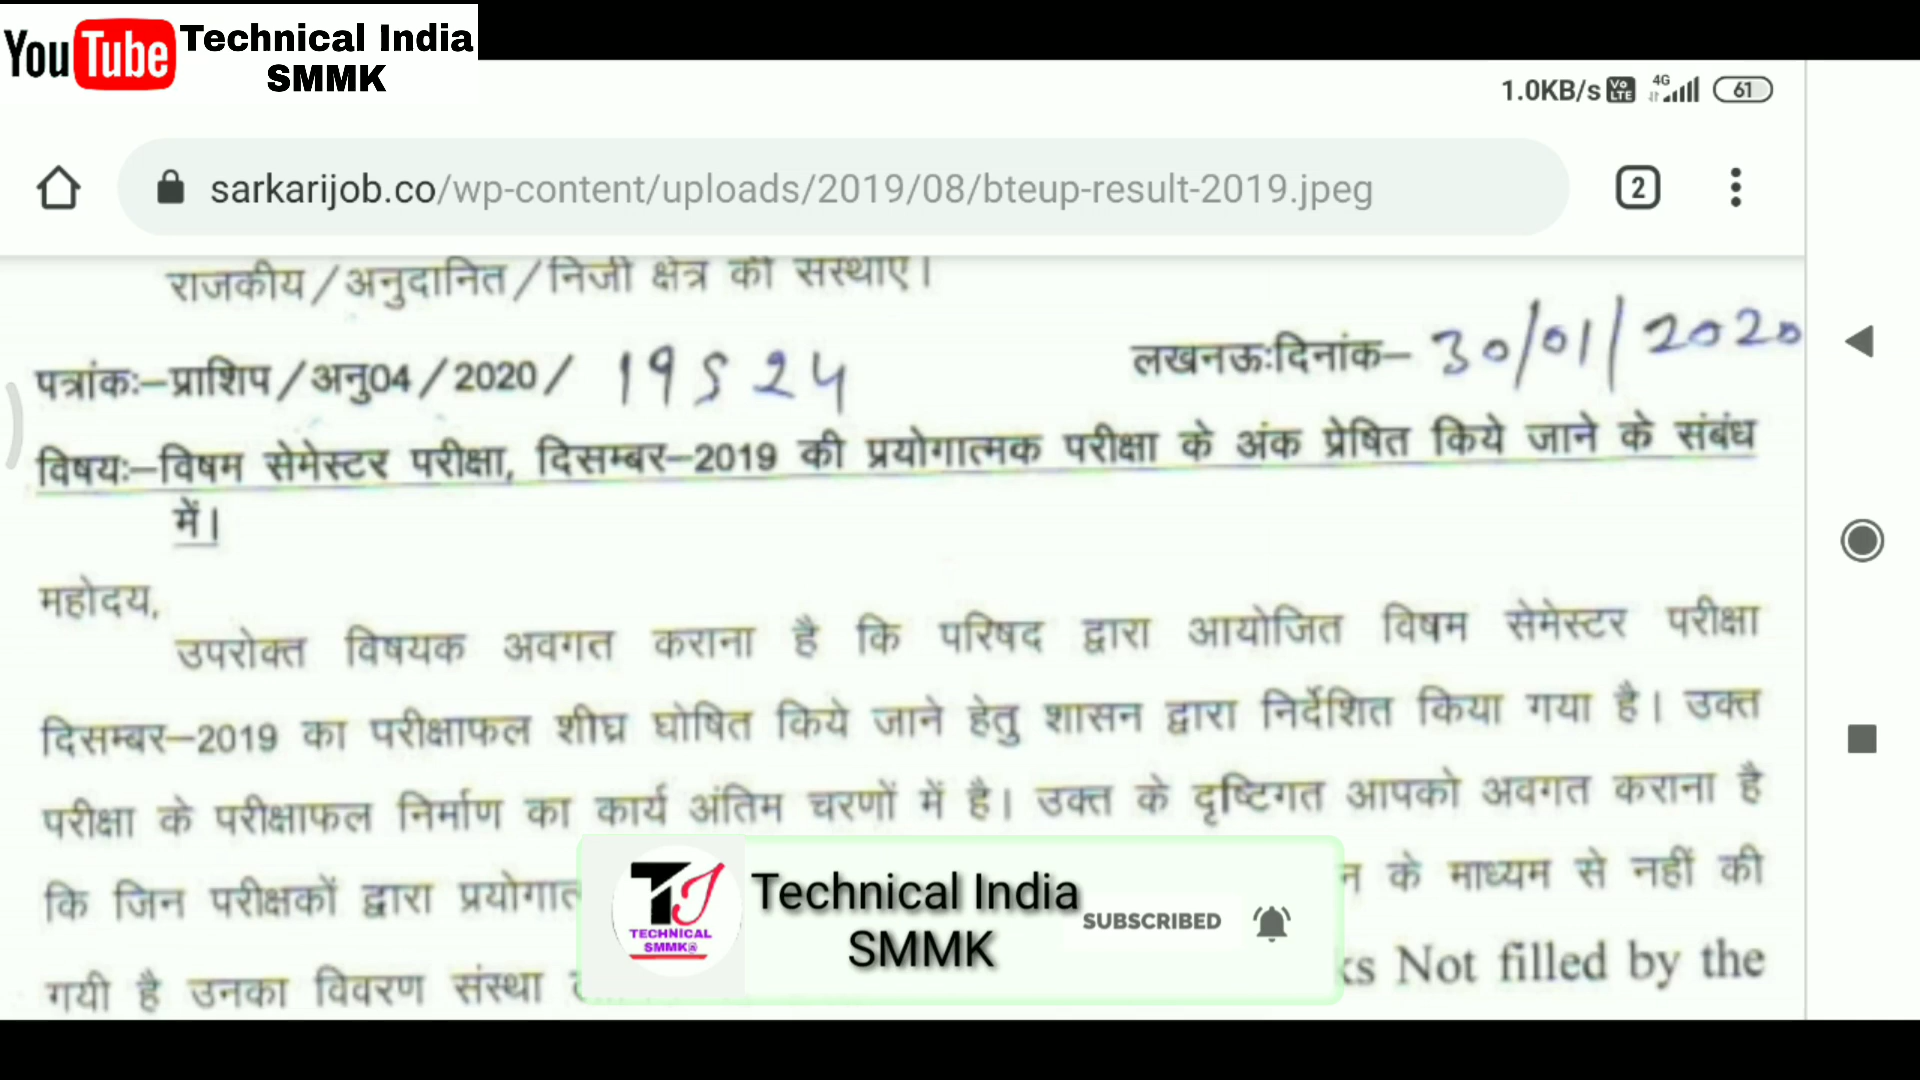 YouTube Technical India
SMMK
1.0KB/s Vo LTE 4G 61
sarkarijob.co/wp-content/uploads/2019/08/bteup-result-2019.jpeg
2
राजकीय/अनुदानित/निजी क्षेत्र की संस्थाए।
पत्रांकः–प्राशिप/अनु04/2020/ 19524 लखनऊःदिनांक– 30/01/2020
विषयः–विषम सेमेस्टर परीक्षा, दिसम्बर–2019 की प्रयोगात्मक परीक्षा के अंक प्रेषित किये जाने के संबंध
में।
महोदय,
उपरोक्त विषयक अवगत कराना है कि परिषद द्वारा आयोजित विषम सेमेस्टर परीक्षा
दिसम्बर–2019 का परीक्षाफल शीघ्र घोषित किये जाने हेतु शासन द्वारा निर्देशित किया गया है। उक्त
परीक्षा के परीक्षाफल निर्माण का कार्य अंतिम चरणों में है। उक्त के दृष्टिगत आपको अवगत कराना है
कि जिन परीक्षकों द्वारा के माध्यम से नहीं की
गयी है उनका विवरण संस्था Not filled by the
TECHNICAL
SMMK
Technical India
SMMK
SUBSCRIBED